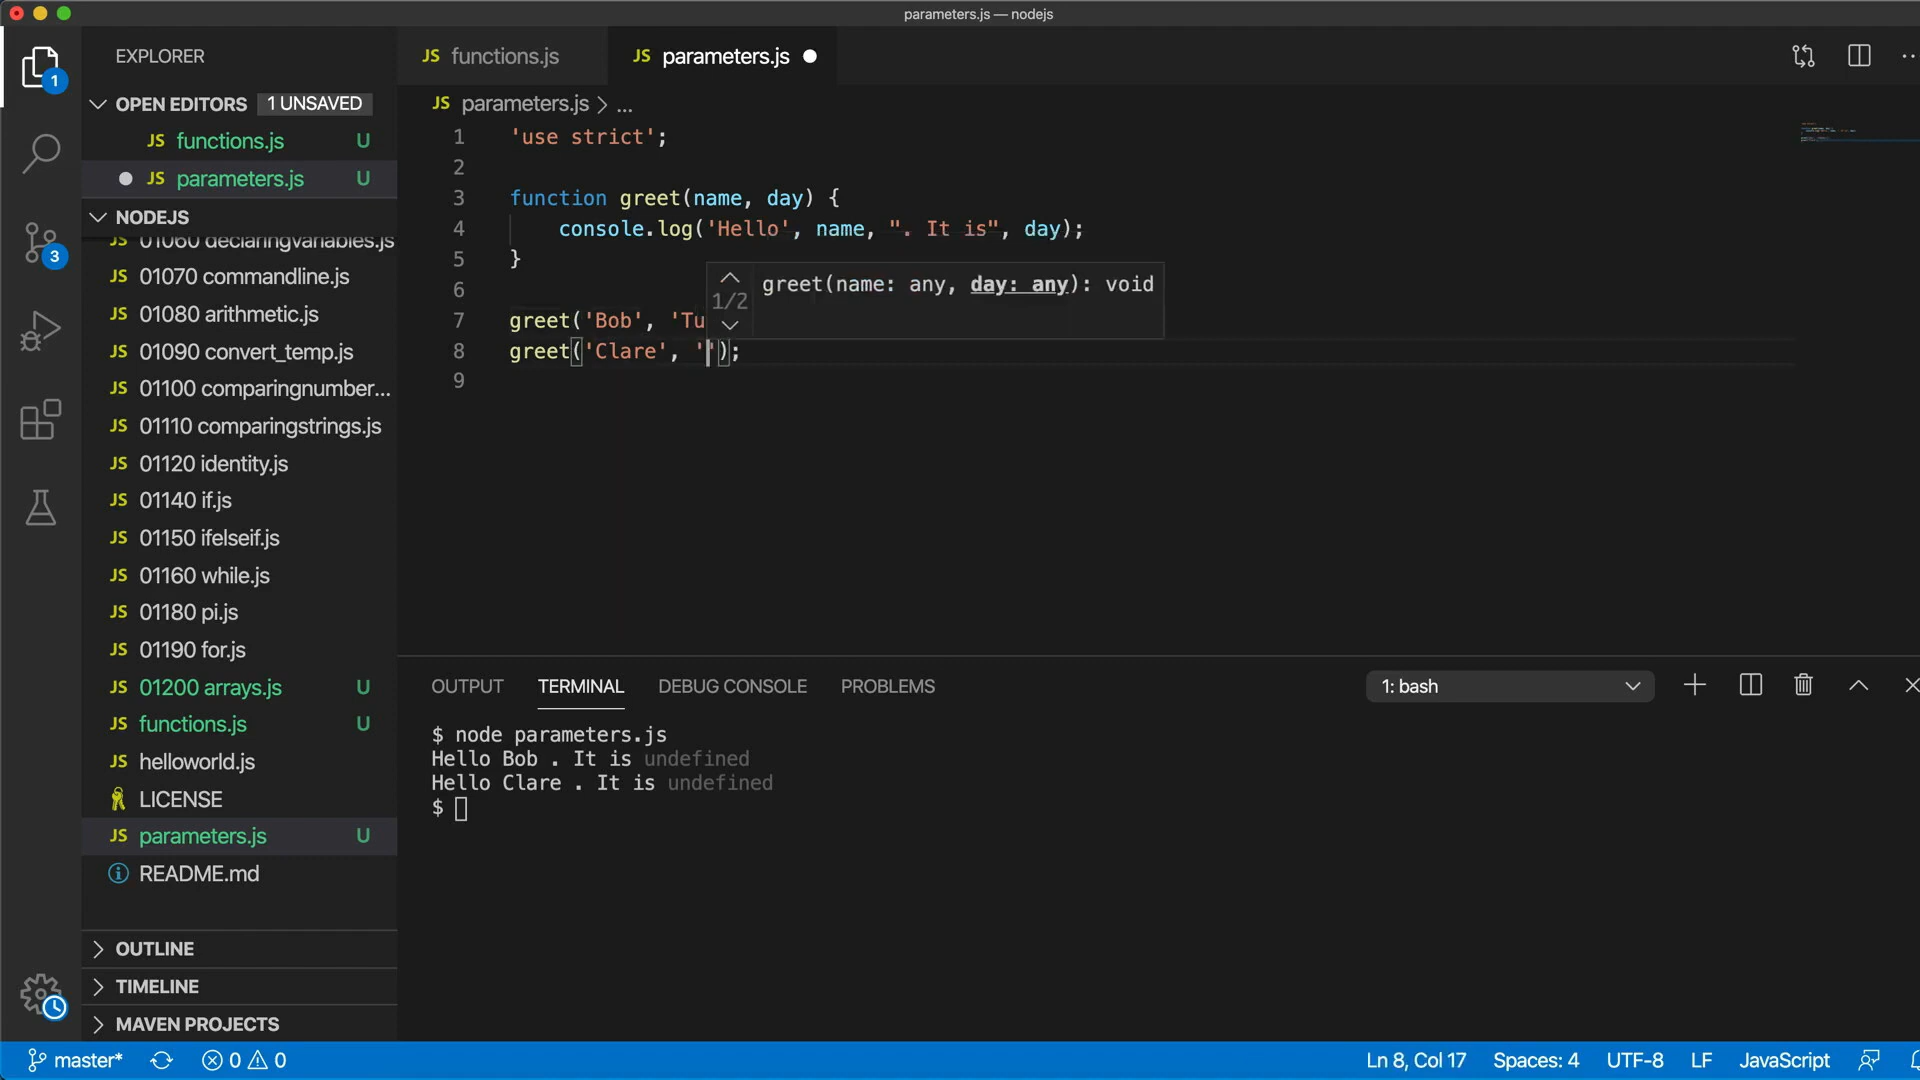 parameters.js — nodejs
EXPLORER
OPEN EDITORS 1 UNSAVED
JS functions.js U
JS parameters.js U
NODEJS
JS 01060 declaringvariables.js
JS 01070 commandline.js
JS 01080 arithmetic.js
JS 01090 convert_temp.js
JS 01100 comparingnumber...
JS 01110 comparingstrings.js
JS 01120 identity.js
JS 01140 if.js
JS 01150 ifelseif.js
JS 01160 while.js
JS 01180 pi.js
JS 01190 for.js
JS 01200 arrays.js U
JS functions.js U
JS helloworld.js
LICENSE
JS parameters.js U
README.md
OUTLINE
TIMELINE
MAVEN PROJECTS
1
3
JS functions.js
JS parameters.js
JS parameters.js > ...
1 'use strict';
2
3 function greet(name, day) {
4 console.log('Hello', name, ". It is", day);
5 }
6
7 greet('Bob', 'Tu
8 greet('Clare', '');
9
1/2
greet(name: any, day: any): void
OUTPUT TERMINAL DEBUG CONSOLE PROBLEMS
1: bash
$ node parameters.js
Hello Bob . It is undefined
Hello Clare . It is undefined
$
master* 0 0
Ln 8, Col 17 Spaces: 4 UTF-8 LF JavaScript